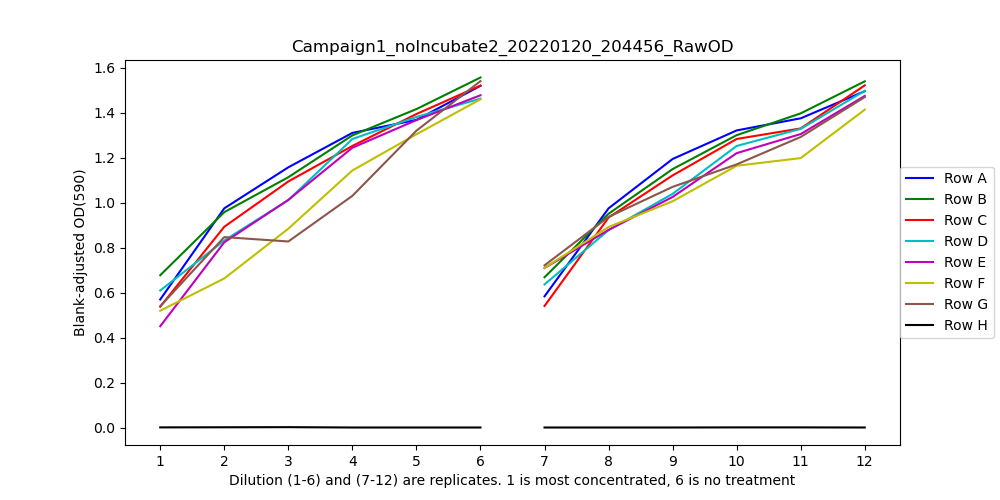 Campaign1_noIncubate2_20220120_204456_RawOD
Blank-adjusted OD(590)
1.6
1.4
1.2
1.0
0.8
0.6
0.4
0.2
0.0
1 2 3 4 5 6 7 8 9 10 11 12
Dilution (1-6) and (7-12) are replicates. 1 is most concentrated, 6 is no treatment
Row A
Row B
Row C
Row D
Row E
Row F
Row G
Row H